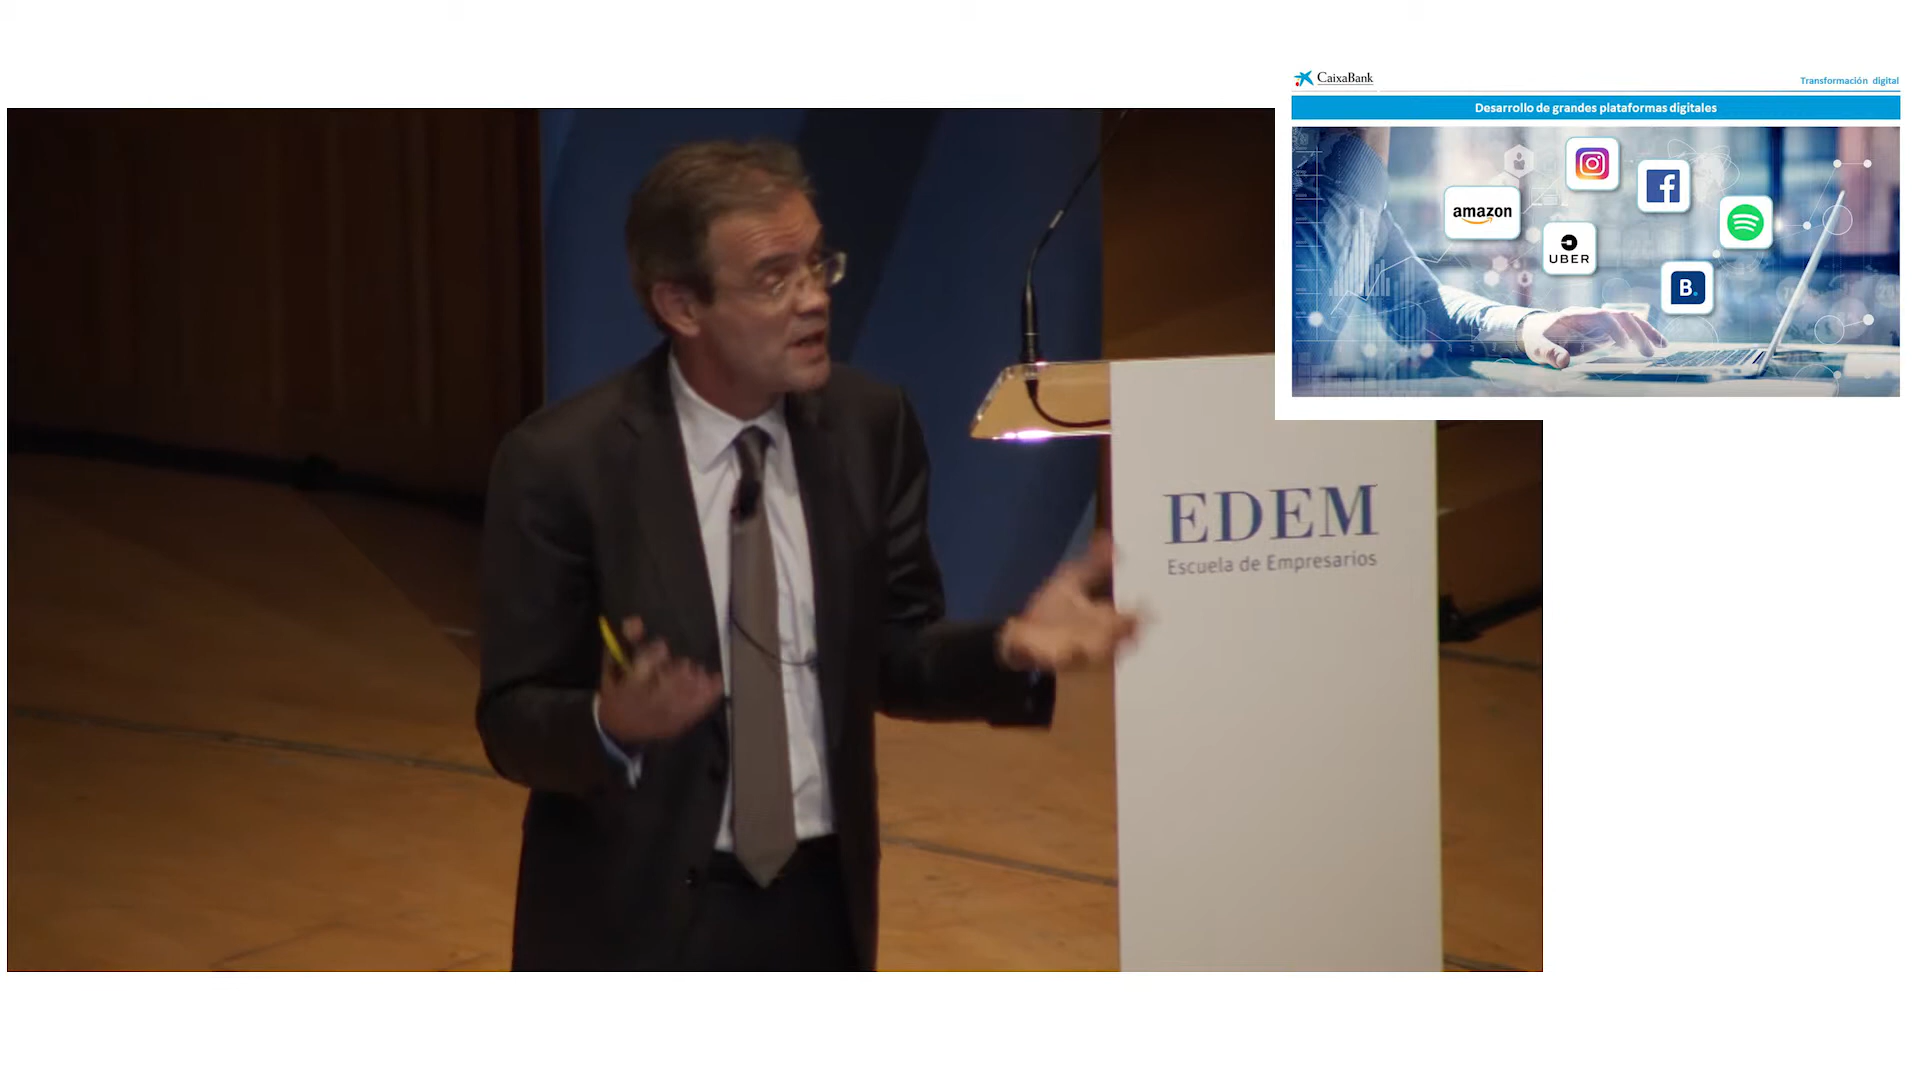 CaixaBank
Transformación digital
Desarrollo de grandes plataformas digitales
amazon
UBER
B.
EDEM
Escuela de Empresarios